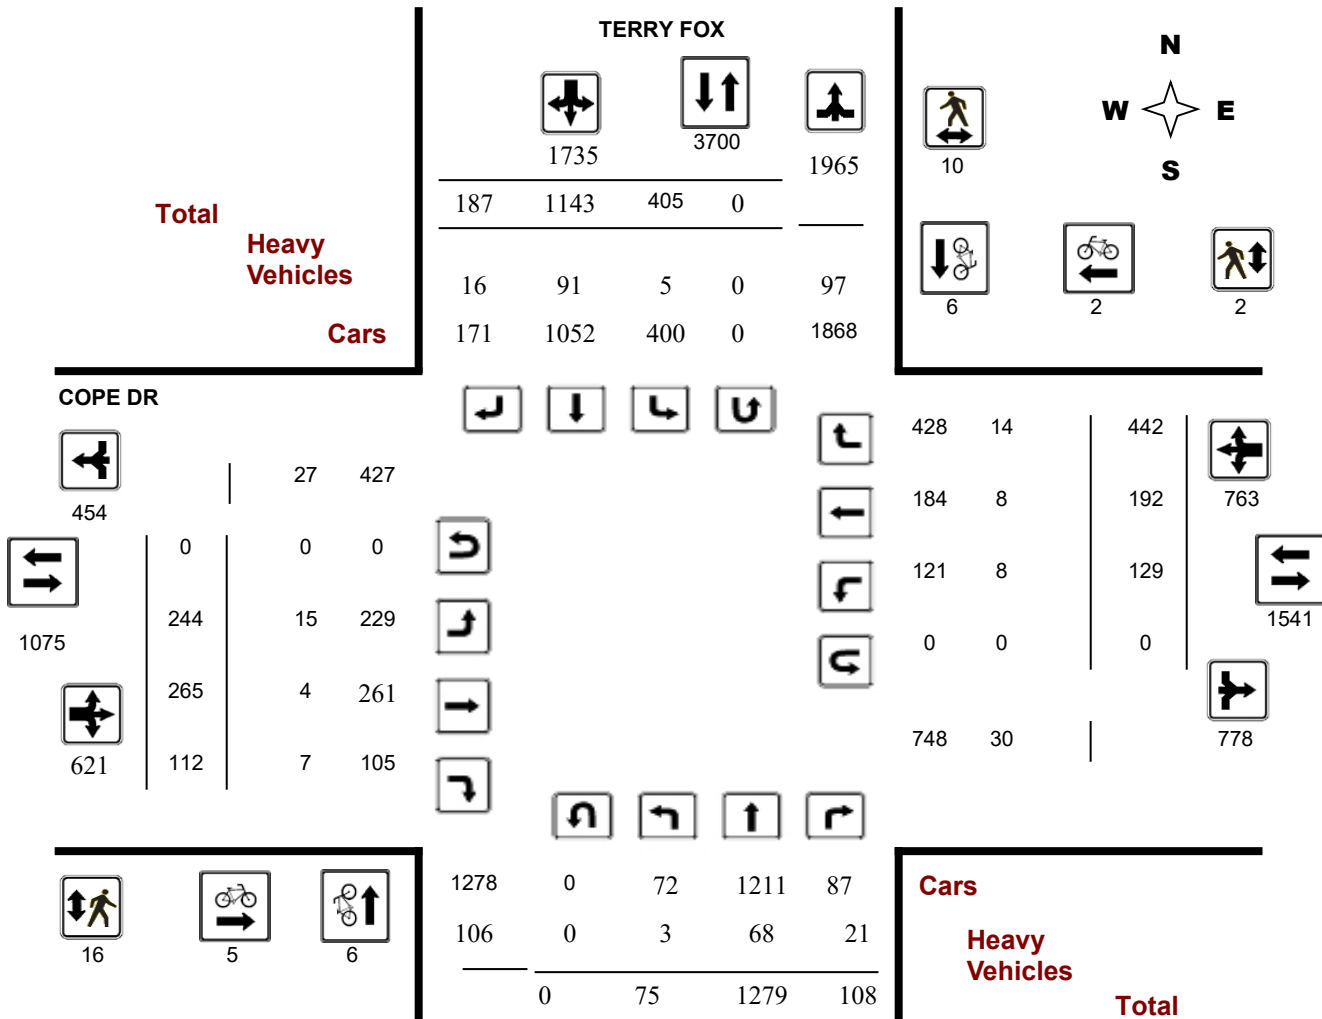 TERRY FOX
N
W E
S
1735 3700 1965 10
187 1143 405 0
Total
Heavy
Vehicles
16 91 5 0 97
6 2 2
Cars 171 1052 400 0 1868
COPE DR
428 14 442
27 427
454
184 8 192 763
0 0 0
121 8 129
244 15 229
1541
1075
0 0 0
265 4 261
748 30 778
621 112 7 105
1278 0 72 1211 87 Cars
106 0 3 68 21 Heavy
Vehicles
16 5 6
0 75 1279 108 Total